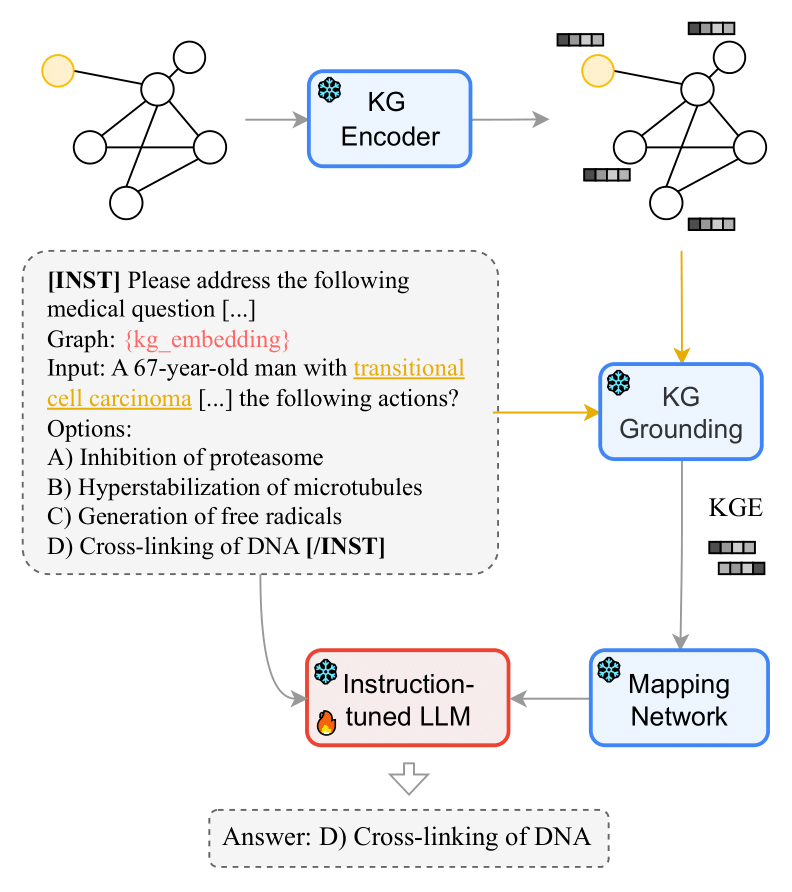 KG
Encoder
[INST] Please address the following
medical question [...]
Graph: {kg_embedding}
Input: A 67-year-old man with transitional
cell carcinoma [...] the following actions?
Options:
A) Inhibition of proteasome
B) Hyperstabilization of microtubules
C) Generation of free radicals
D) Cross-linking of DNA [/INST]
KG
Grounding
KGE
Instruction-
tuned LLM
Mapping
Network
Answer: D) Cross-linking of DNA